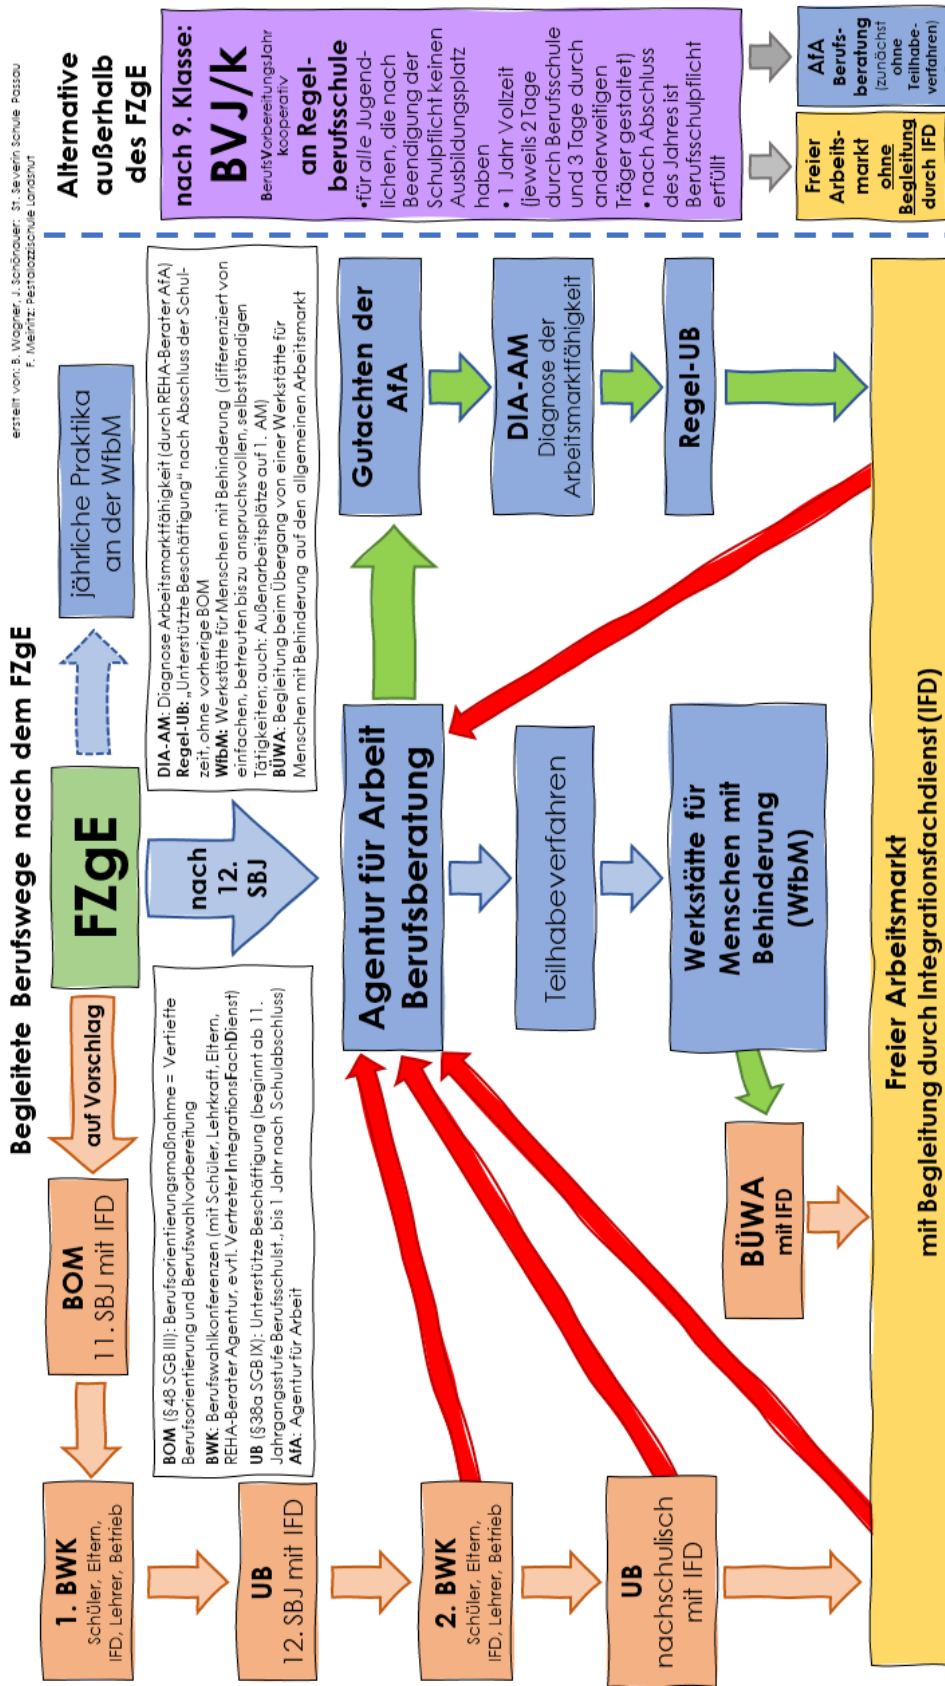 Begleitete Berufswege nach dem FZgE
erstellt von: B. Wagner, J. Schönauer: St. Severin Schule Passau
F. Meinitz: Pestalozzischule Landshut
FZgE
auf Vorschlag
BOM
11. SBJ mit IFD
1. BWK
Schüler, Eltern,
IFD, Lehrer, Betrieb
UB
12. SBJ mit IFD
2. BWK
Schüler, Eltern,
IFD, Lehrer, Betrieb
UB
nachschulisch
mit IFD
BOM (§48 SGB III): Berufsorientierungsmaßnahme = Vertiefte
Berufsorientierung und Berufswahlvorbereitung
BWK: Berufswahlkonferenzen (mit Schüler, Lehrkraft, Eltern,
REHA-Berater Agentur, evtl. Vertreter IntegrationsFachDienst)
UB (§38a SGB IX): Unterstütze Beschäftigung (beginnt ab 11.
Jahrgangsstufe Berufsschulst., bis 1 Jahr nach Schulabschluss)
AfA: Agentur für Arbeit
nach
12.
SBJ
jährliche Praktika
an der WfbM
DIA-AM: Diagnose Arbeitsmarktfähigkeit (durch REHA-Berater AfA)
Regel-UB: „Unterstützte Beschäftigung" nach Abschluss der Schul-
zeit, ohne vorherige BOM
WfbM: Werkstätte für Menschen mit Behinderung (differenziert von
einfachen, betreuten bis zu anspruchsvollen, selbstständigen
Tätigkeiten; auch: Außenarbeitsplätze auf 1. AM)
BÜWA: Begleitung beim Übergang von einer Werkstätte für
Menschen mit Behinderung auf den allgemeinen Arbeitsmarkt
Agentur für Arbeit
Berufsberatung
Teilhabeverfahren
Werkstätte für
Menschen mit
Behinderung
(WfbM)
BÜWA
mit IFD
Gutachten der
AfA
DIA-AM
Diagnose der
Arbeitsmarktfähigkeit
Regel-UB
Freier Arbeitsmarkt
mit Begleitung durch Integrationsfachdienst (IFD)
Alternative
außerhalb
des FZgE
nach 9. Klasse:
BVJ/k
BerufsVorbereitungsJahr
kooperativ
an Regel-
berufsschule
•für alle Jugend-
lichen, die nach
Beendigung der
Schulpflicht keinen
Ausbildungsplatz
haben
• 1 Jahr Vollzeit
(jeweils 2 Tage
durch Berufsschule
und 3 Tage durch
anderweitigen
Träger gestaltet)
• nach Abschluss
des Jahres ist
Berufsschulpflicht
erfüllt
Freier
Arbeits-
markt
ohne
Begleitung
durch IFD
AfA
Berufs-
beratung
(zunächst
ohne
Teilhabe-
verfahren)